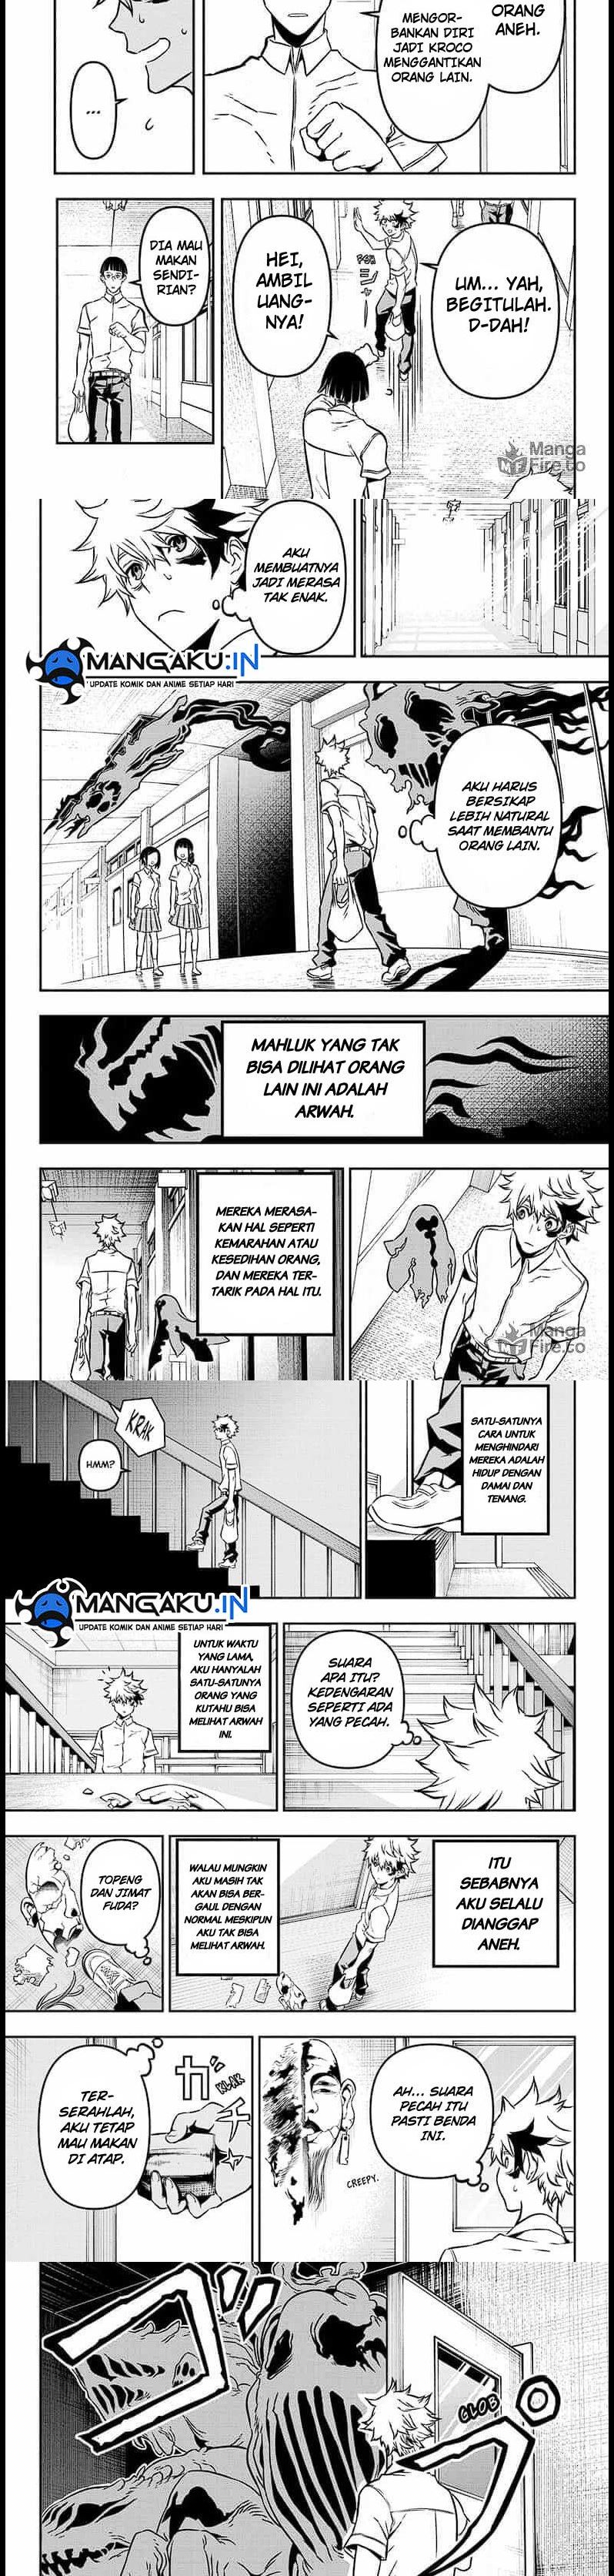 ORANG
ANEH.
MENGOR-
BANKAN DIRI
JADI KROCO
MENGGANTIKAN
ORANG LAIN.
...
DIA MAU
MAKAN
SENDI-
RIAN?
HEI,
AMBIL
UANG-
NYA!
UM... YAH,
BEGITULAH.
D-DAH!
Manga
Fire.to
AKU
MEMBUATNYA
JADI MERASA
TAK ENAK.
MANGAKU.IN
UPDATE KOMIK DAN ANIME SETIAP HARI
AKU HARUS
BERSIKAP
LEBIH NATURAL
SAAT MEMBANTU
ORANG LAIN.
MAHLUK YANG TAK
BISA DILIHAT ORANG
LAIN INI ADALAH
ARWAH.
MEREKA MERASA-
KAN HAL SEPERTI
KEMARAHAN ATAU
KESEDIHAN ORANG,
DAN MEREKA TER-
TARIK PADA HAL ITU.
Manga
Fire.to
KRAK
HMM?
SATU-SATUNYA
CARA UNTUK
MENGHINDARI
MEREKA ADALAH
HIDUP DENGAN
DAMAI DAN
TENANG.
MANGAKU.IN
UPDATE KOMIK DAN ANIME SETIAP HARI
UNTUK WAKTU
YANG LAMA,
AKU HANYALAH
SATU-SATUNYA
ORANG YANG
KUTAHU BISA
MELIHAT ARWAH
INI.
SUARA
APA ITU?
KEDENGARAN
SEPERTI ADA
YANG PECAH.
TOPENG
DAN JIMAT
FUDA?
WALAU MUNGKIN
AKU MASIH TAK
AKAN BISA BER-
GAUL DENGAN
NORMAL MESKIPUN
AKU TAK BISA
MELIHAT ARWAH.
ITU
SEBABNYA
AKU SELALU
DIANGGAP
ANEH.
TER-
SERAHLAH,
AKU TETAP
MAU MAKAN
DI ATAP.
ガチャ
KLAK
CREEPY.
AH... SUARA
PECAH ITU
PASTI BENDA
INI.
GLOB